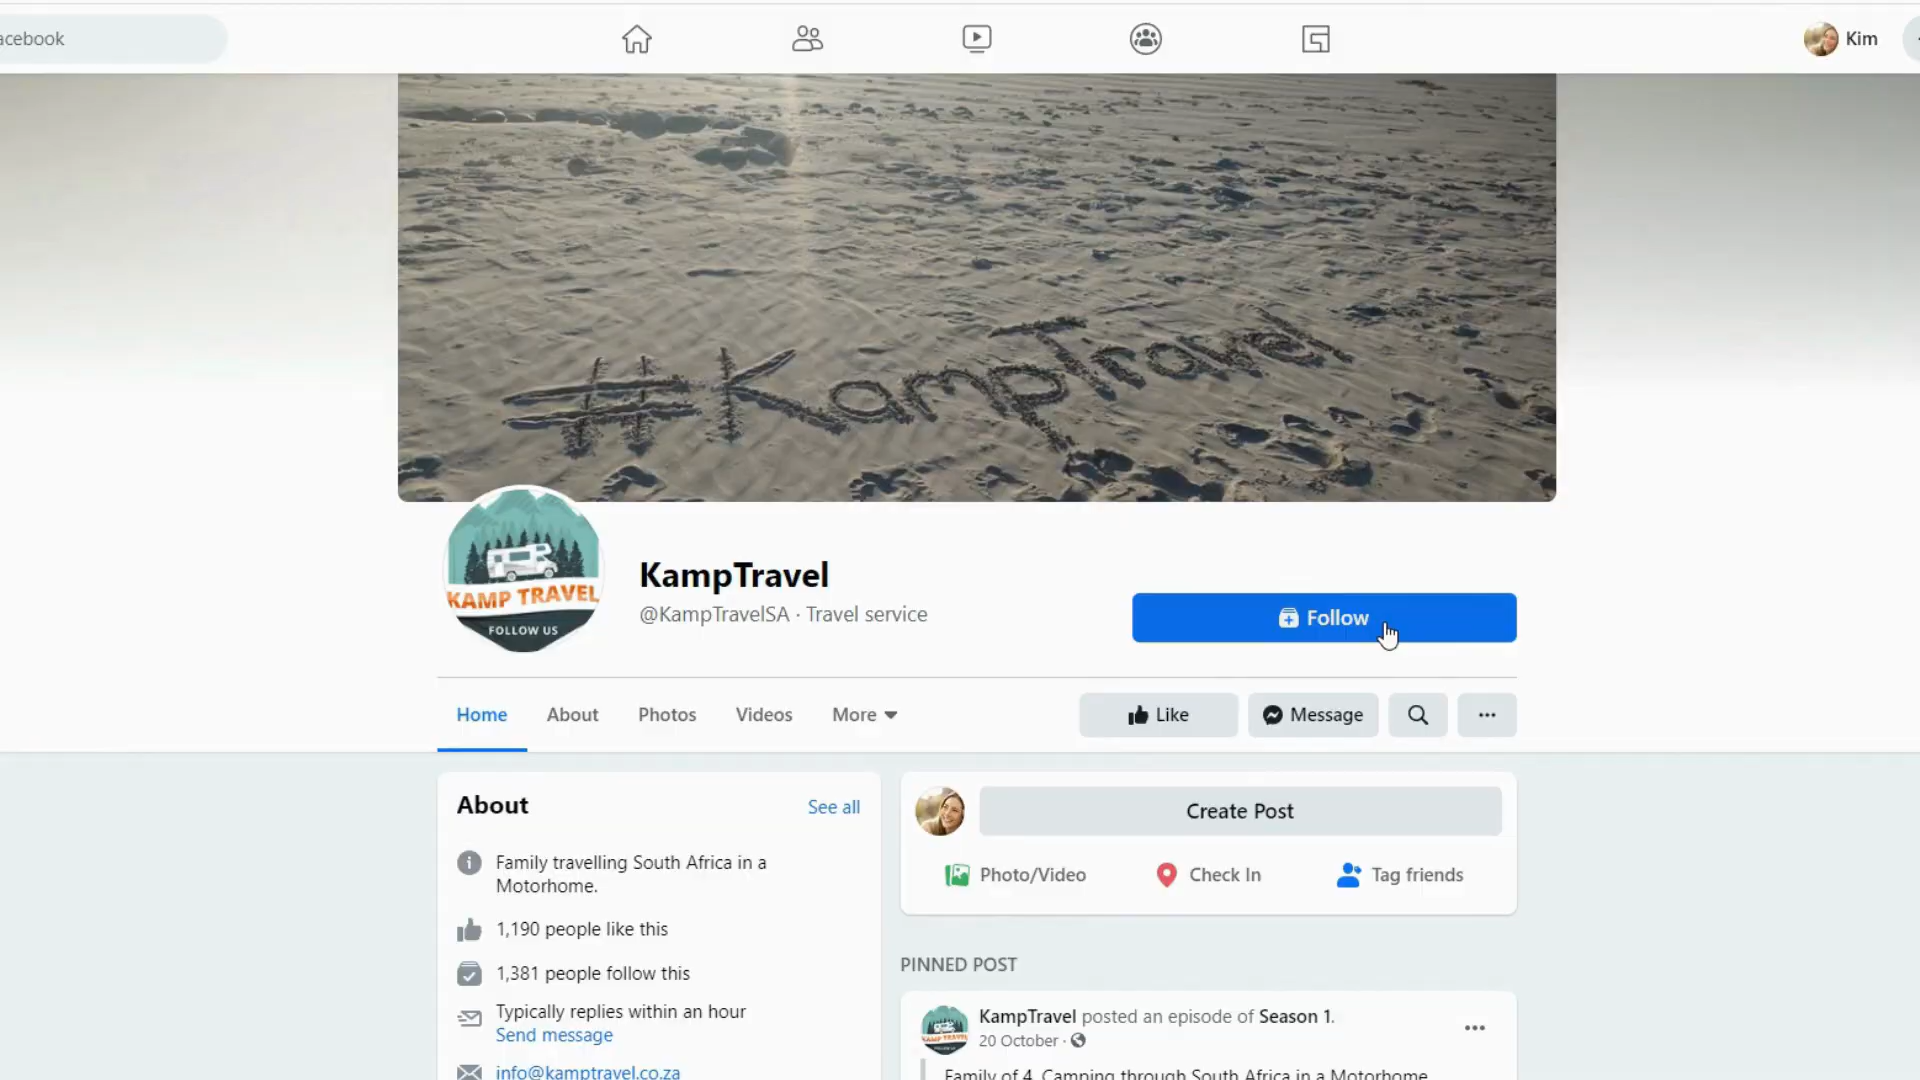 acebook
Kim
#KampTravel
KAMP TRAVEL
FOLLOW US
KampTravel
@KampTravelSA · Travel service
Follow
Home
About
Photos
Videos
More
Like
Message
About
See all
Family travelling South Africa in a
Motorhome.
1,190 people like this
1,381 people follow this
Typically replies within an hour
Send message
info@kamptravel.co.za
Create Post
Photo/Video
Check In
Tag friends
PINNED POST
KampTravel posted an episode of Season 1.
20 October ·
Family of 4, Camping through South Africa in a Motorhome